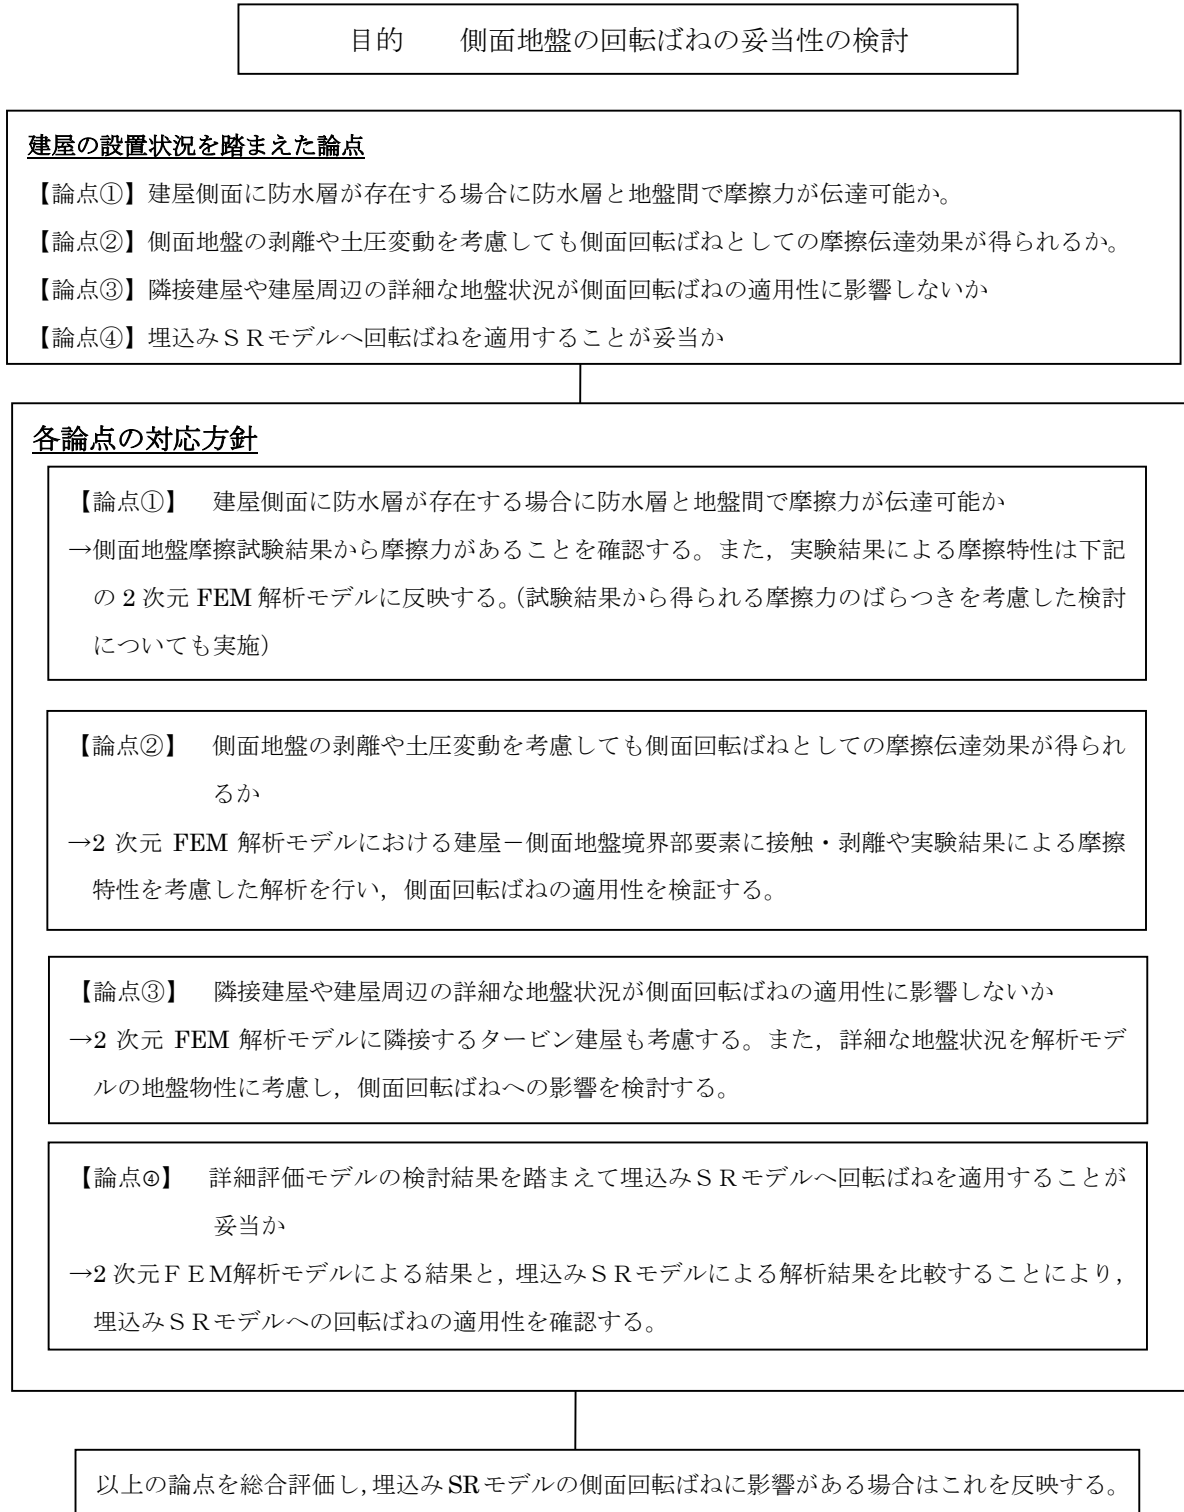 目的　　側面地盤の回転ばねの妥当性の検討
建屋の設置状況を踏まえた論点
【論点①】建屋側面に防水層が存在する場合に防水層と地盤間で摩擦力が伝達可能か。
【論点②】側面地盤の剥離や土圧変動を考慮しても側面回転ばねとしての摩擦伝達効果が得られるか。
【論点③】隣接建屋や建屋周辺の詳細な地盤状況が側面回転ばねの適用性に影響しないか
【論点④】埋込みＳＲモデルへ回転ばねを適用することが妥当か
各論点の対応方針
【論点①】　建屋側面に防水層が存在する場合に防水層と地盤間で摩擦力が伝達可能か
→側面地盤摩擦試験結果から摩擦力があることを確認する。また，実験結果による摩擦特性は下記
の 2 次元 FEM 解析モデルに反映する。（試験結果から得られる摩擦力のばらつきを考慮した検討
についても実施）
【論点②】　側面地盤の剥離や土圧変動を考慮しても側面回転ばねとしての摩擦伝達効果が得られ
るか
→2 次元 FEM 解析モデルにおける建屋－側面地盤境界部要素に接触・剥離や実験結果による摩擦
特性を考慮した解析を行い，側面回転ばねの適用性を検証する。
【論点③】　隣接建屋や建屋周辺の詳細な地盤状況が側面回転ばねの適用性に影響しないか
→2 次元 FEM 解析モデルに隣接するタービン建屋も考慮する。また，詳細な地盤状況を解析モデ
ルの地盤物性に考慮し，側面回転ばねへの影響を検討する。
【論点④】　詳細評価モデルの検討結果を踏まえて埋込みＳＲモデルへ回転ばねを適用することが
妥当か
→2 次元ＦＥＭ解析モデルによる結果と，埋込みＳＲモデルによる解析結果を比較することにより，
埋込みＳＲモデルへの回転ばねの適用性を確認する。
以上の論点を総合評価し，埋込み SR モデルの側面回転ばねに影響がある場合はこれを反映する。